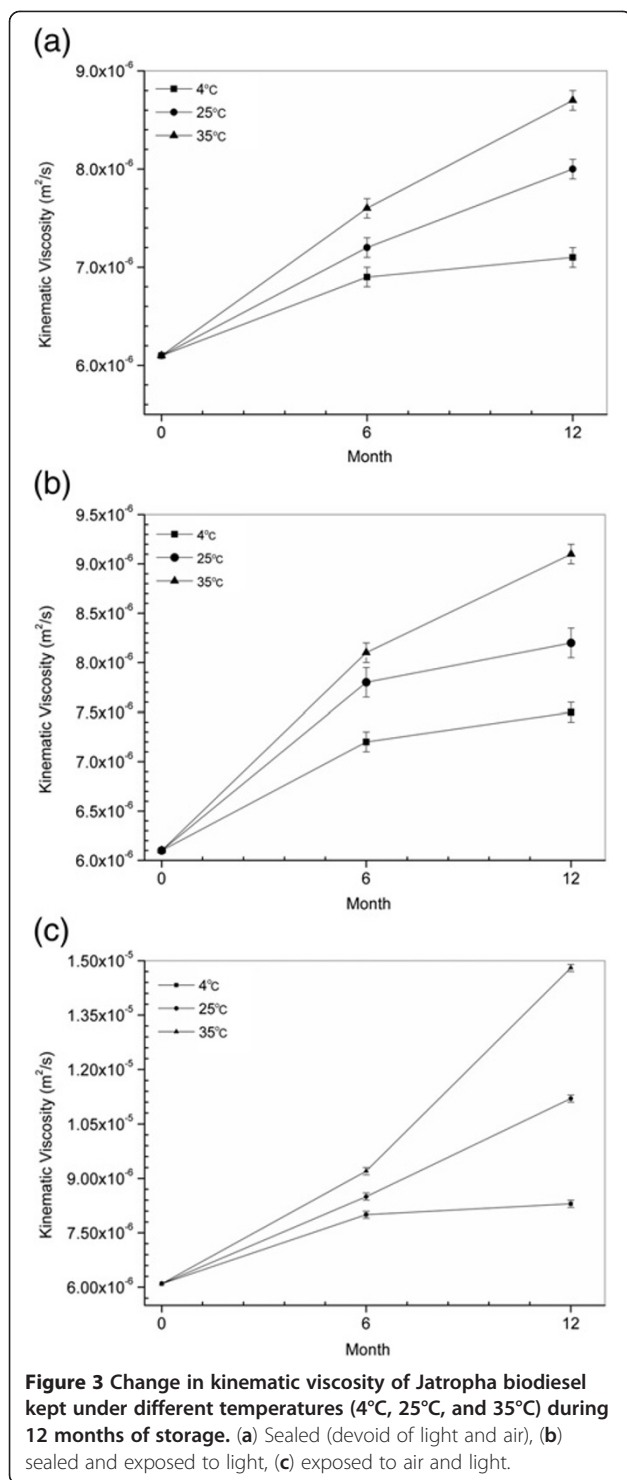 (a)
9.0x10⁻⁶
8.0x10⁻⁶
7.0x10⁻⁶
6.0x10⁻⁶
Kinematic Viscosity (m²/s)
4°C
25°C
35°C
0 6 12
Month
(b)
9.5x10⁻⁶
9.0x10⁻⁶
8.5x10⁻⁶
8.0x10⁻⁶
7.5x10⁻⁶
7.0x10⁻⁶
6.5x10⁻⁶
6.0x10⁻⁶
Kinematic Viscosity (m²/s)
4°C
25°C
35°C
0 6 12
Month
(c)
1.50x10⁻⁵
1.35x10⁻⁵
1.20x10⁻⁵
1.05x10⁻⁵
9.00x10⁻⁶
7.50x10⁻⁶
6.00x10⁻⁶
Kinematic Viscosity (m²/s)
4°C
25°C
35°C
0 6 12
Month
Figure 3 Change in kinematic viscosity of Jatropha biodiesel
kept under different temperatures (4°C, 25°C, and 35°C) during
12 months of storage. (a) Sealed (devoid of light and air), (b)
sealed and exposed to light, (c) exposed to air and light.